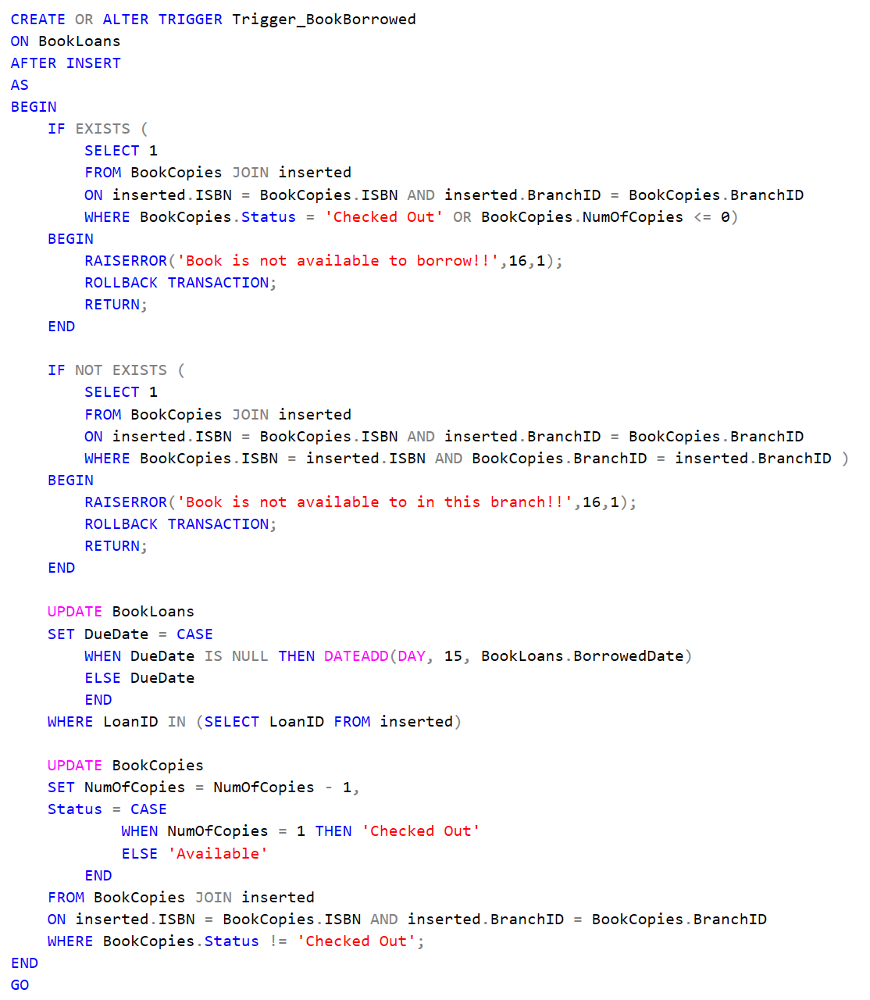 CREATE OR ALTER TRIGGER Trigger_BookBorrowed
ON BookLoans
AFTER INSERT
AS
BEGIN
    IF EXISTS (
        SELECT 1
        FROM BookCopies JOIN inserted
        ON inserted.ISBN = BookCopies.ISBN AND inserted.BranchID = BookCopies.BranchID
        WHERE BookCopies.Status = 'Checked Out' OR BookCopies.NumOfCopies <= 0)
    BEGIN
        RAISERROR('Book is not available to borrow!!',16,1);
        ROLLBACK TRANSACTION;
        RETURN;
    END

    IF NOT EXISTS (
        SELECT 1
        FROM BookCopies JOIN inserted
        ON inserted.ISBN = BookCopies.ISBN AND inserted.BranchID = BookCopies.BranchID
        WHERE BookCopies.ISBN = inserted.ISBN AND BookCopies.BranchID = inserted.BranchID )
    BEGIN
        RAISERROR('Book is not available to in this branch!!',16,1);
        ROLLBACK TRANSACTION;
        RETURN;
    END

    UPDATE BookLoans
    SET DueDate = CASE
        WHEN DueDate IS NULL THEN DATEADD(DAY, 15, BookLoans.BorrowedDate)
        ELSE DueDate
        END
    WHERE LoanID IN (SELECT LoanID FROM inserted)

    UPDATE BookCopies
    SET NumOfCopies = NumOfCopies - 1,
    Status = CASE
            WHEN NumOfCopies = 1 THEN 'Checked Out'
            ELSE 'Available'
        END
    FROM BookCopies JOIN inserted
    ON inserted.ISBN = BookCopies.ISBN AND inserted.BranchID = BookCopies.BranchID
    WHERE BookCopies.Status != 'Checked Out';
END
GO